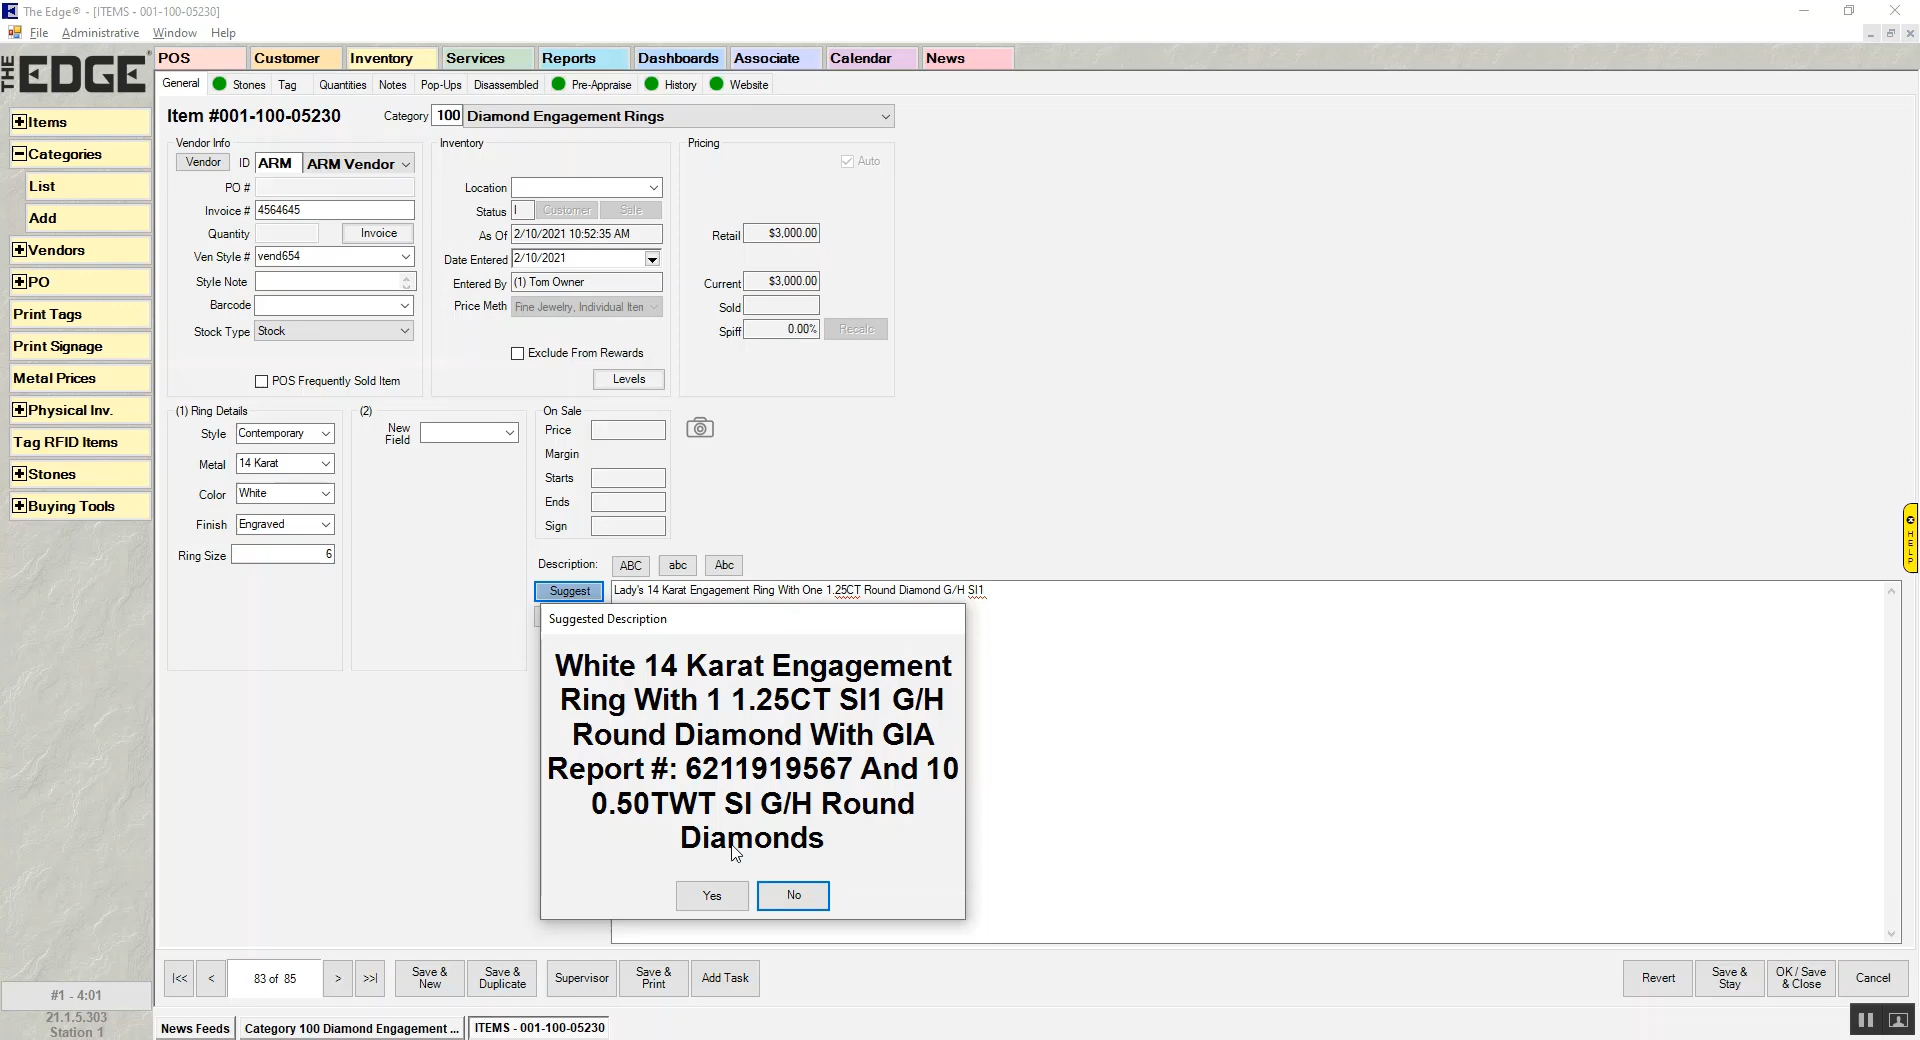 The Edge® - [ITEMS - 001-100-05230]
File Administrative Window Help
THE EDGE
POS Customer Inventory Services Reports Dashboards Associate Calendar News
General Stones Tag Quantities Notes Pop-Ups Disassembled Pre-Appraise History Website
Items
Categories
List
Add
Vendors
PO
Print Tags
Print Signage
Metal Prices
Physical Inv.
Tag RFID Items
Stones
Buying Tools
#1 - 4:01
21.1.5.303
Station 1
Item #001-100-05230 Category 100 Diamond Engagement Rings
Vendor Info
Vendor ID ARM ARM Vendor
PO #
Invoice # 4564645
Quantity Invoice
Ven Style # vend654
Style Note
Barcode
Stock Type Stock
POS Frequently Sold Item
Inventory
Location
Status I Customer Sale
As Of 2/10/2021 10:52:35 AM
Date Entered 2/10/2021
Entered By (1) Tom Owner
Price Meth Fine Jewelry, Individual Iten
Exclude From Rewards
Levels
Pricing
Auto
Retail $3,000.00
Current $3,000.00
Sold
Spiff 0.00% Recalc
(1) Ring Details
Style Contemporary
Metal 14 Karat
Color White
Finish Engraved
Ring Size 6
(2)
New
Field
On Sale
Price
Margin
Starts
Ends
Sign
Description: ABC abc Abc
Suggest Lady's 14 Karat Engagement Ring With One 1.25CT Round Diamond G/H SI1
Suggested Description
White 14 Karat Engagement
Ring With 1 1.25CT SI1 G/H
Round Diamond With GIA
Report #: 6211919567 And 10
0.50TWT SI G/H Round
Diamonds
Yes No
HELP
|<< < 83 of 85 > >>|
Save &
New
Save &
Duplicate
Supervisor
Save &
Print
Add Task
Revert
Save &
Stay
OK / Save
& Close
Cancel
News Feeds Category 100 Diamond Engagement ... ITEMS - 001-100-05230